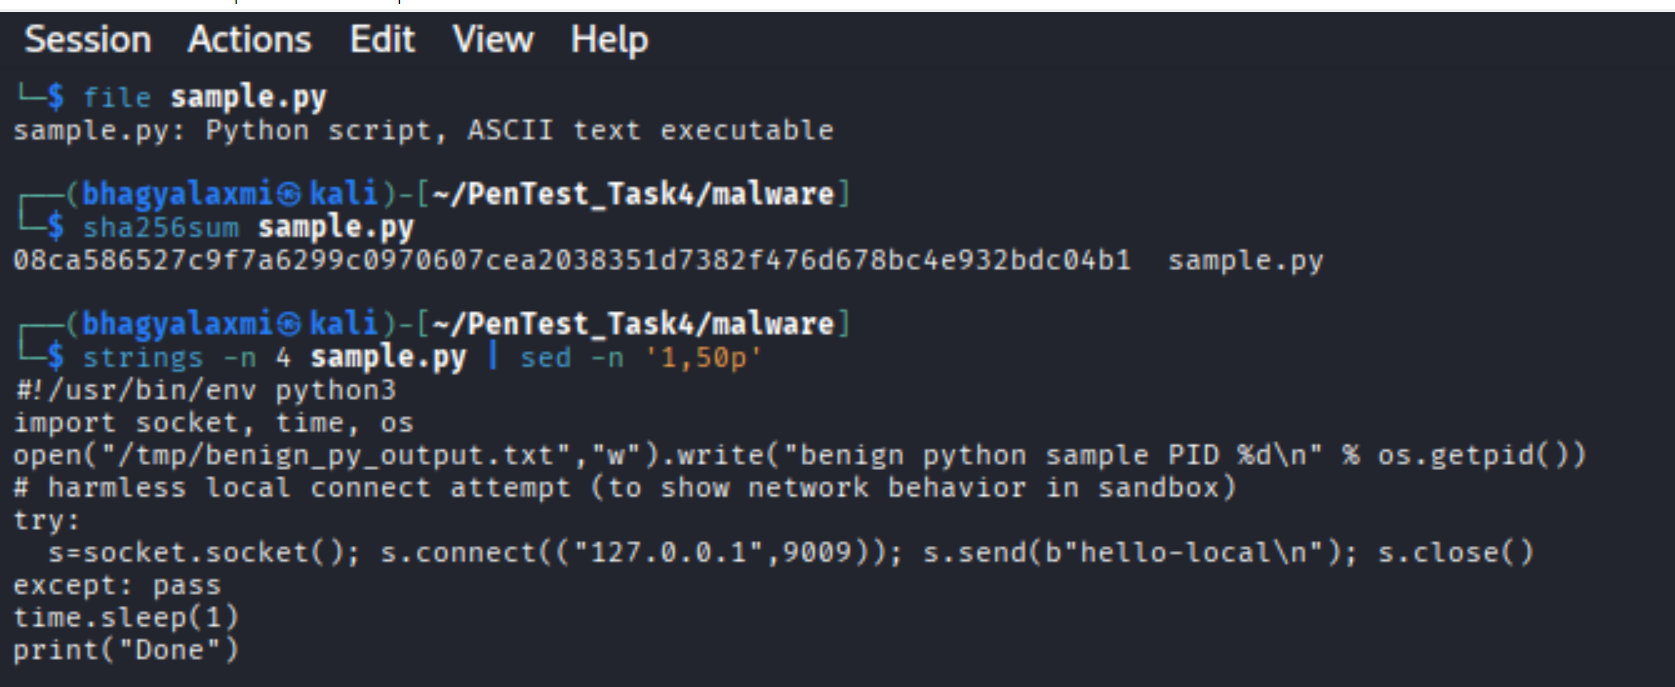 Session Actions Edit View Help
└─$ file sample.py
sample.py: Python script, ASCII text executable
┌──(bhagyalaxmi㉿kali)-[~/PenTest_Task4/malware]
└─$ sha256sum sample.py
08ca586527c9f7a6299c0970607cea2038351d7382f476d678bc4e932bdc04b1  sample.py
┌──(bhagyalaxmi㉿kali)-[~/PenTest_Task4/malware]
└─$ strings -n 4 sample.py | sed -n '1,50p'
#!/usr/bin/env python3
import socket, time, os
open("/tmp/benign_py_output.txt","w").write("benign python sample PID %d\n" % os.getpid())
# harmless local connect attempt (to show network behavior in sandbox)
try:
  s=socket.socket(); s.connect(("127.0.0.1",9009)); s.send(b"hello-local\n"); s.close()
except: pass
time.sleep(1)
print("Done")